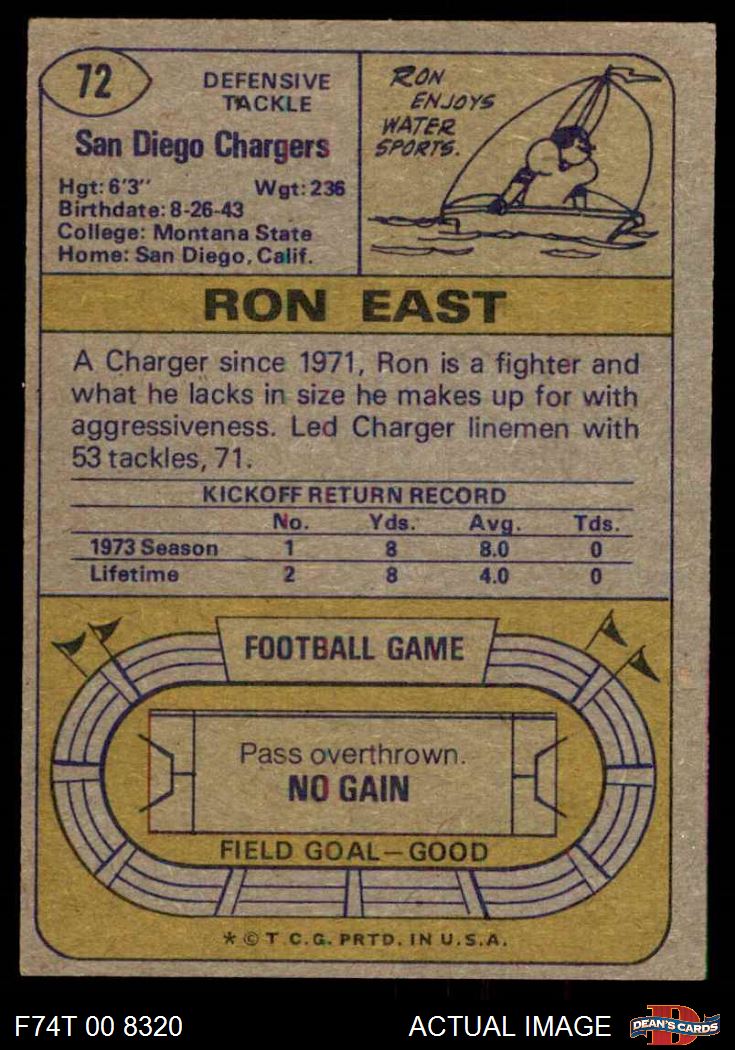 72
DEFENSIVE
TACKLE
San Diego Chargers
Hgt: 6'3" Wgt: 236
Birthdate: 8-26-43
College: Montana State
Home: San Diego, Calif.
RON
ENJOYS
WATER
SPORTS.
RON EAST
A Charger since 1971, Ron is a fighter and
what he lacks in size he makes up for with
aggressiveness. Led Charger linemen with
53 tackles, 71.
KICKOFF RETURN RECORD
No. Yds. Avg. Tds.
1973 Season 1 8 8.0 0
Lifetime 2 8 4.0 0
FOOTBALL GAME
Pass overthrown.
NO GAIN
FIELD GOAL—GOOD
* © T.C.G. PRTD. IN U.S.A.
F74T 00 8320 ACTUAL IMAGE D DEAN'S CARDS